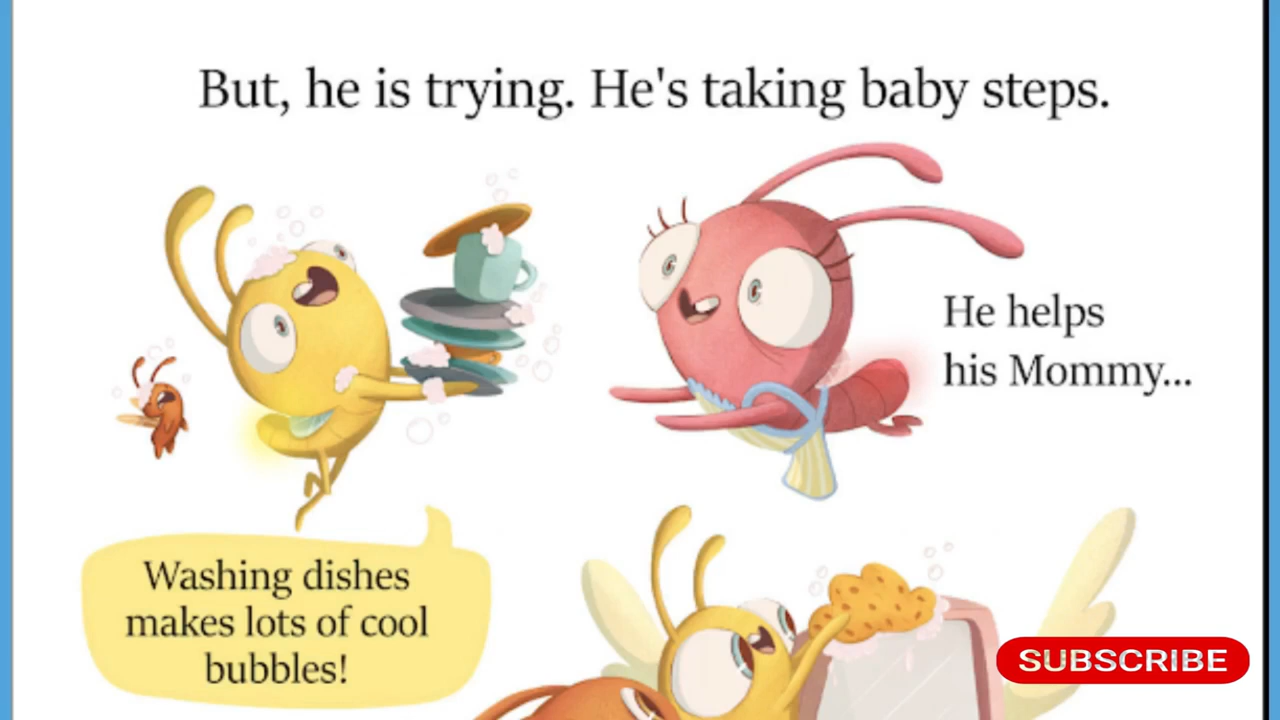 But, he is trying. He's taking baby steps.
He helps
his Mommy...
Washing dishes
makes lots of cool
bubbles!
SUBSCRIBE